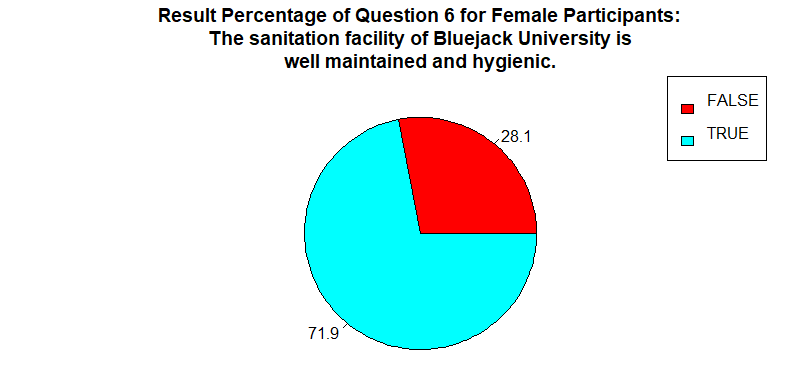 Result Percentage of Question 6 for Female Participants:
The sanitation facility of Bluejack University is
well maintained and hygienic.
FALSE
TRUE
28.1
71.9